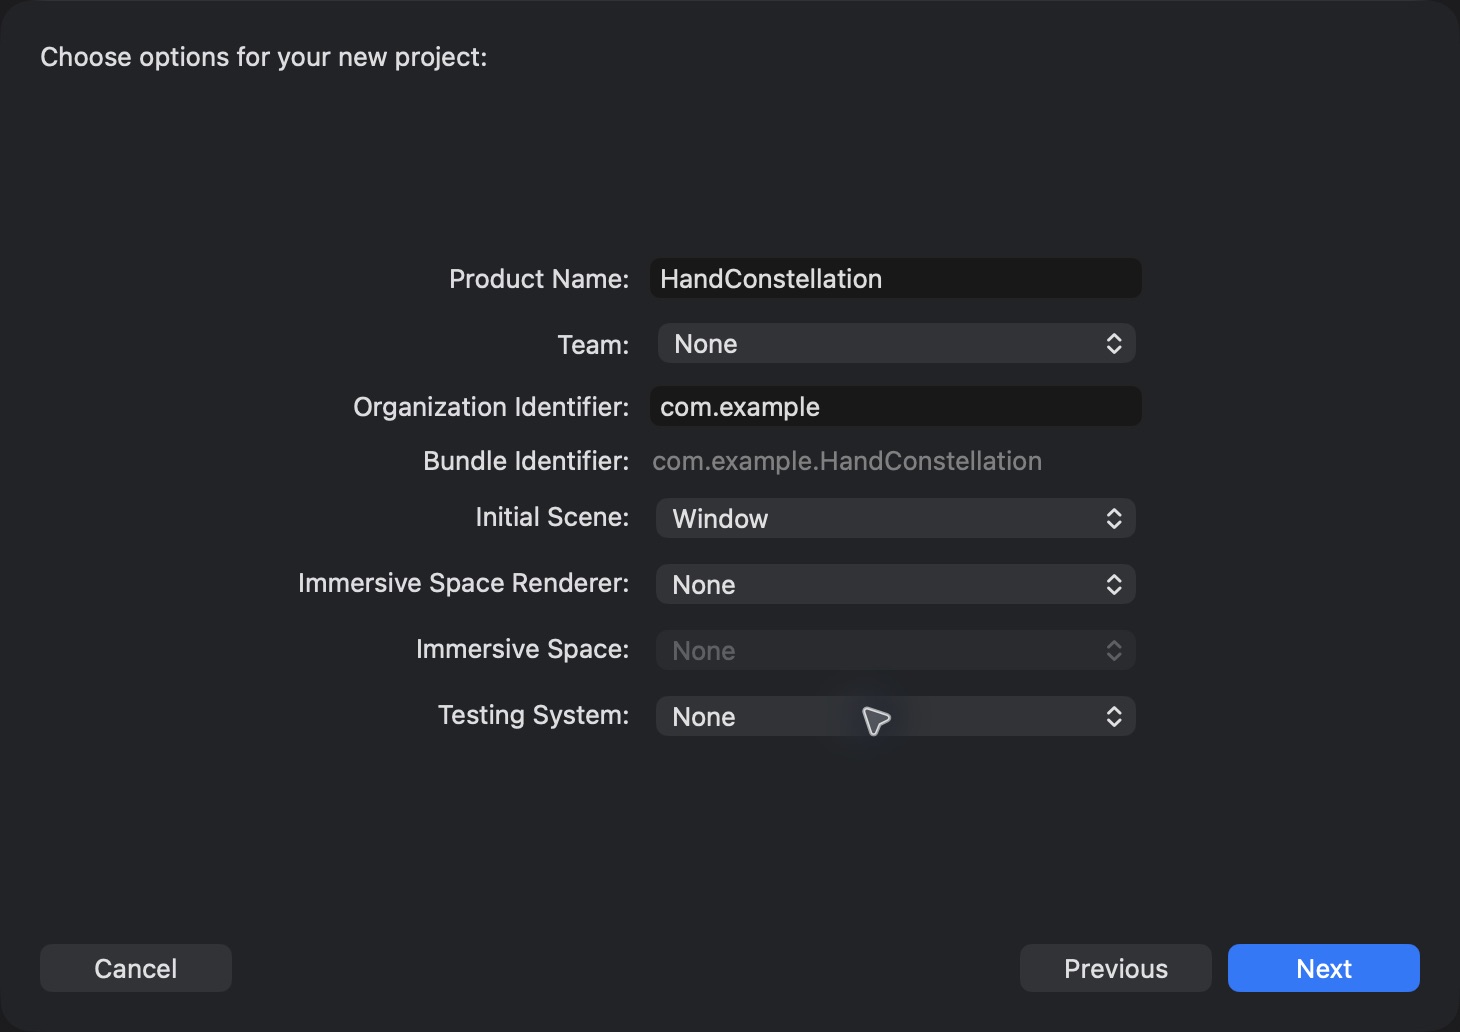 Choose options for your new project:
Product Name: HandConstellation
Team: None
Organization Identifier: com.example
Bundle Identifier: com.example.HandConstellation
Initial Scene: Window
Immersive Space Renderer: None
Immersive Space: None
Testing System: None
Cancel Previous Next